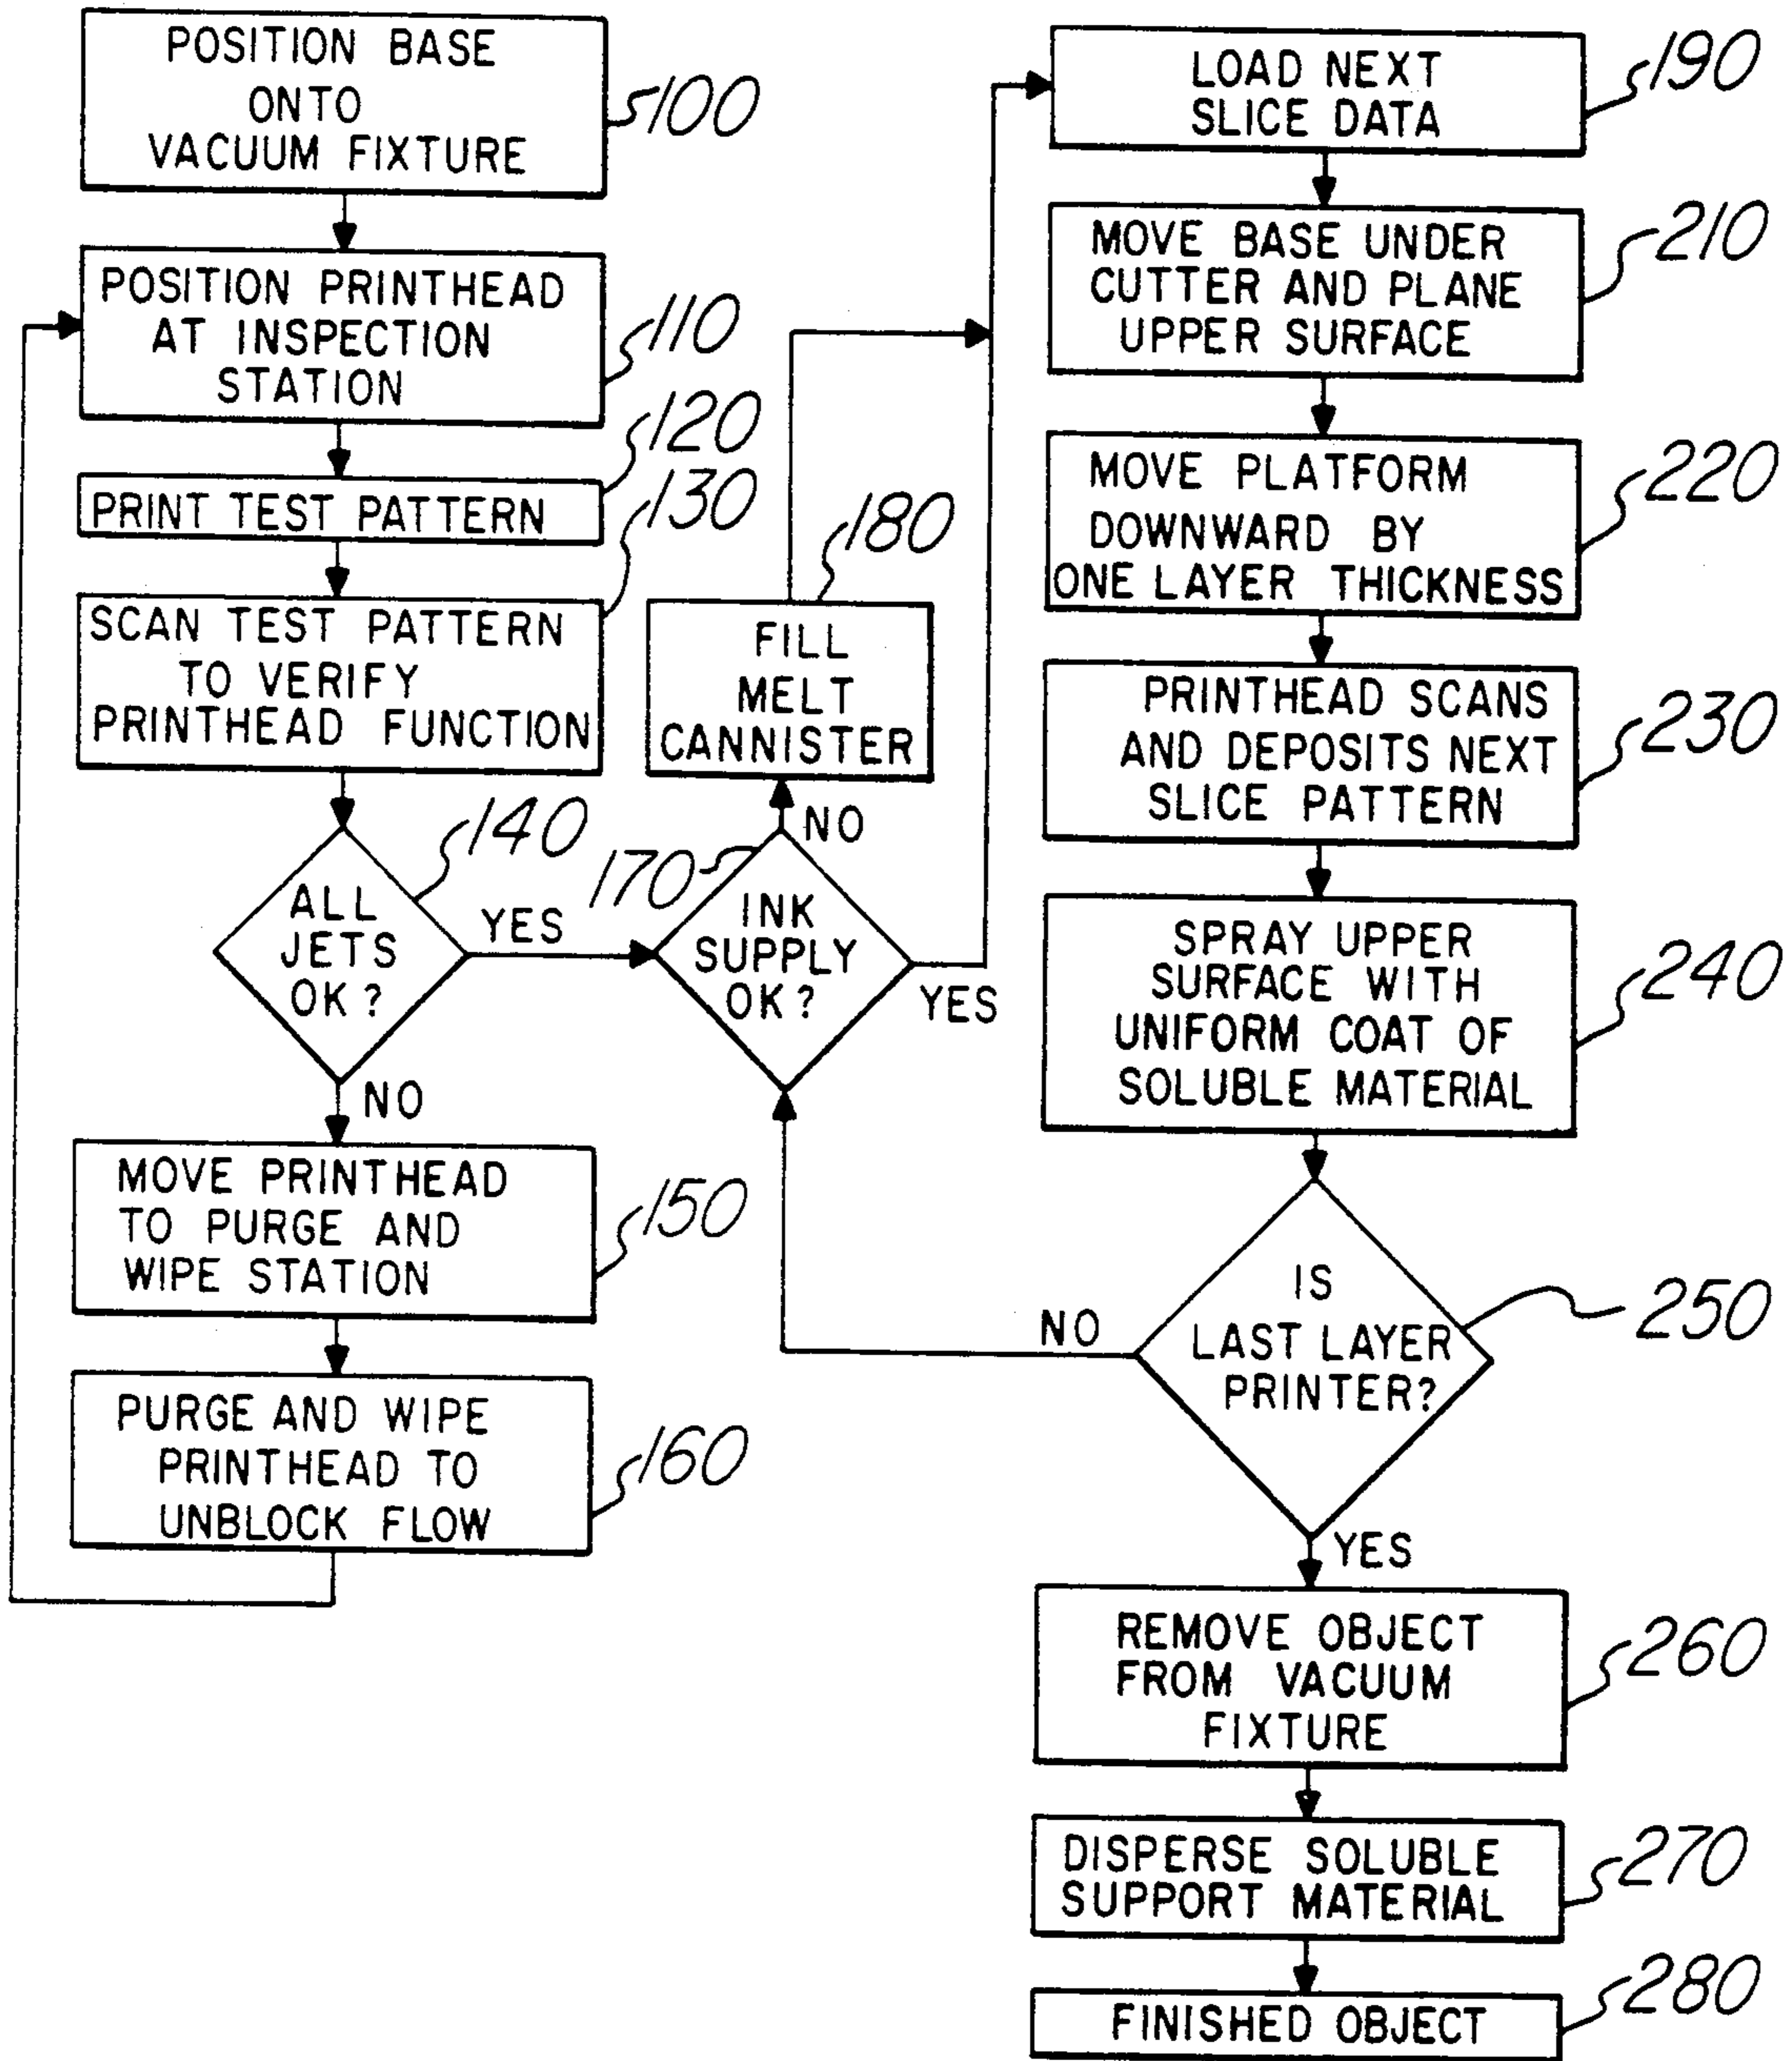 POSITION BASE
ONTO
VACUUM FIXTURE
100
POSITION PRINTHEAD
AT INSPECTION
STATION
110
PRINT TEST PATTERN
120
SCAN TEST PATTERN
TO VERIFY
PRINTHEAD FUNCTION
130
ALL
JETS
OK?
140
YES
NO
MOVE PRINTHEAD
TO PURGE AND
WIPE STATION
150
PURGE AND WIPE
PRINTHEAD TO
UNBLOCK FLOW
160
INK
SUPPLY
OK?
170
NO
YES
FILL
MELT
CANNISTER
180
LOAD NEXT
SLICE DATA
190
MOVE BASE UNDER
CUTTER AND PLANE
UPPER SURFACE
210
MOVE PLATFORM
DOWNWARD BY
ONE LAYER THICKNESS
220
PRINTHEAD SCANS
AND DEPOSITS NEXT
SLICE PATTERN
230
SPRAY UPPER
SURFACE WITH
UNIFORM COAT OF
SOLUBLE MATERIAL
240
IS
LAST LAYER
PRINTER?
250
NO
YES
REMOVE OBJECT
FROM VACUUM
FIXTURE
260
DISPERSE SOLUBLE
SUPPORT MATERIAL
270
FINISHED OBJECT
280